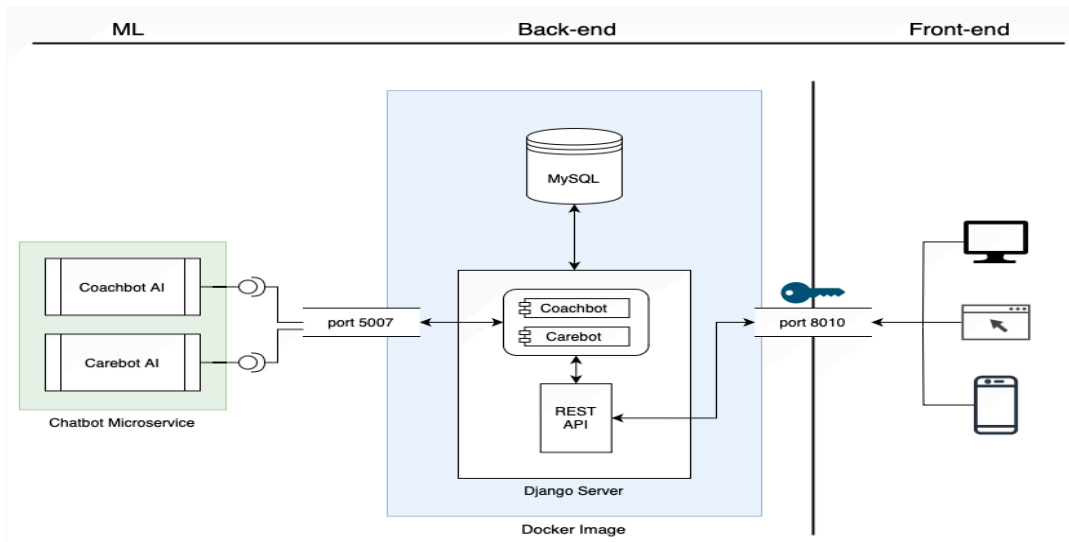 ML
Back-end
Front-end
MySQL
Coachbot AI
Carebot AI
Chatbot Microservice
port 5007
Coachbot
Carebot
REST
API
Django Server
Docker Image
port 8010